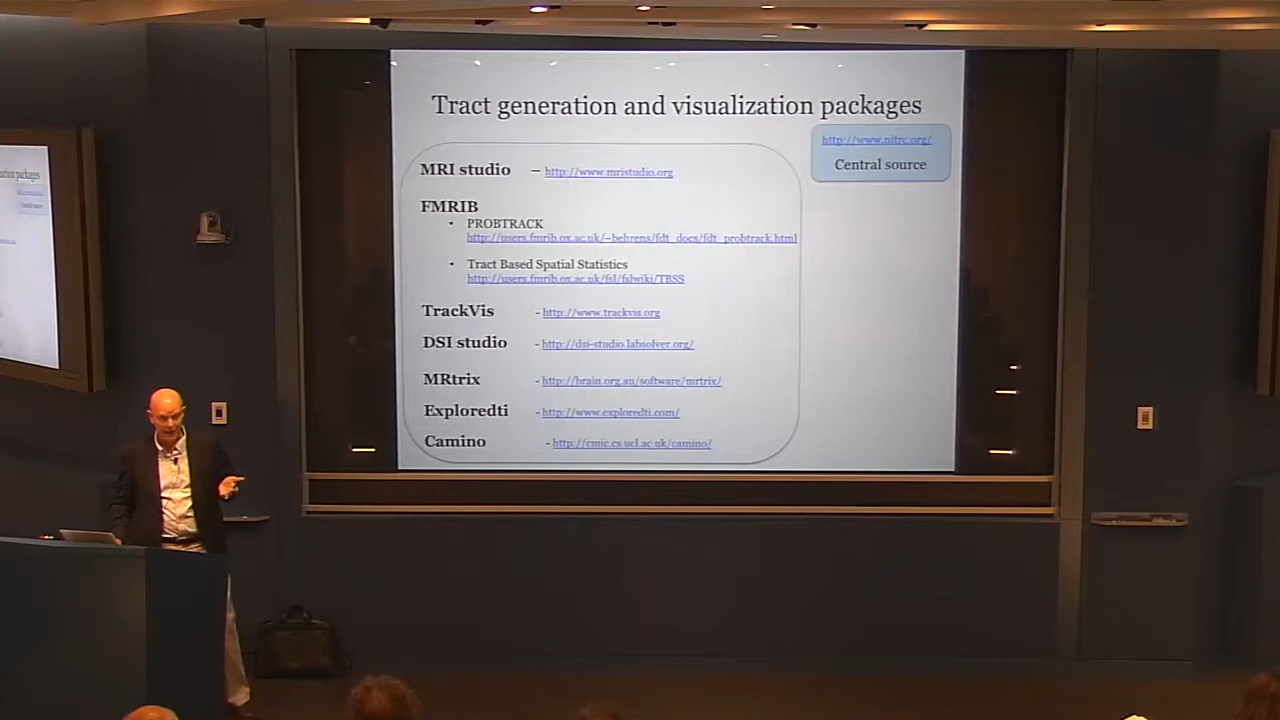 Tract generation and visualization packages
http://www.nitrc.org/
Central source
MRI studio – http://www.mristudio.org
FMRIB
• PROBTRACK
http://users.fmrib.ox.ac.uk/~behrens/fdt_docs/fdt_probtrack.html
• Tract Based Spatial Statistics
http://users.fmrib.ox.ac.uk/fsl/fslwiki/TBSS
TrackVis - http://www.trackvis.org
DSI studio - http://dsi-studio.labsolver.org/
MRtrix - http://brain.org.au/software/mrtrix/
Exploredti - http://www.exploredti.com/
Camino - http://cmic.cs.ucl.ac.uk/camino/